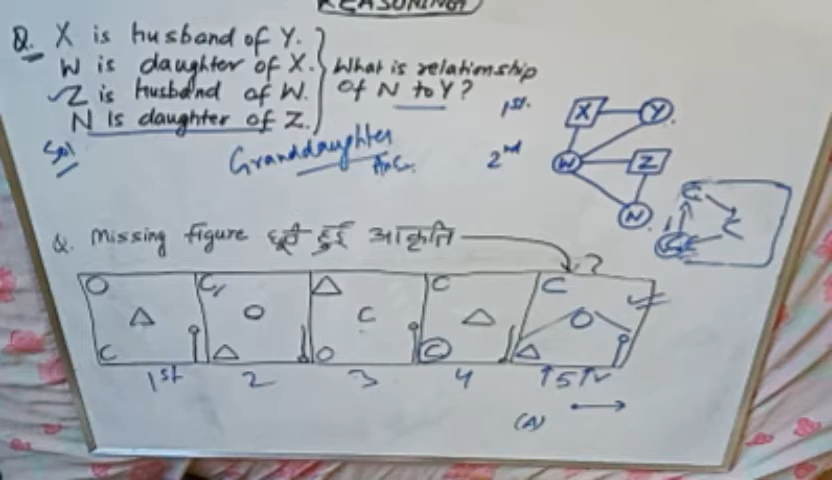 REASONING
Q. X is husband of Y.
W is daughter of X. What is relationship
Z is husband of W. of N to Y?
N is daughter of Z.
Sol
Granddaughter
Ans.
1st.
X Y
2nd
W Z
N
Q. Missing figure छूटी हुई आकृति ?
O C, Δ C C
Δ O C Δ O
C Δ O C Δ
1st 2 3 4 5
(A)